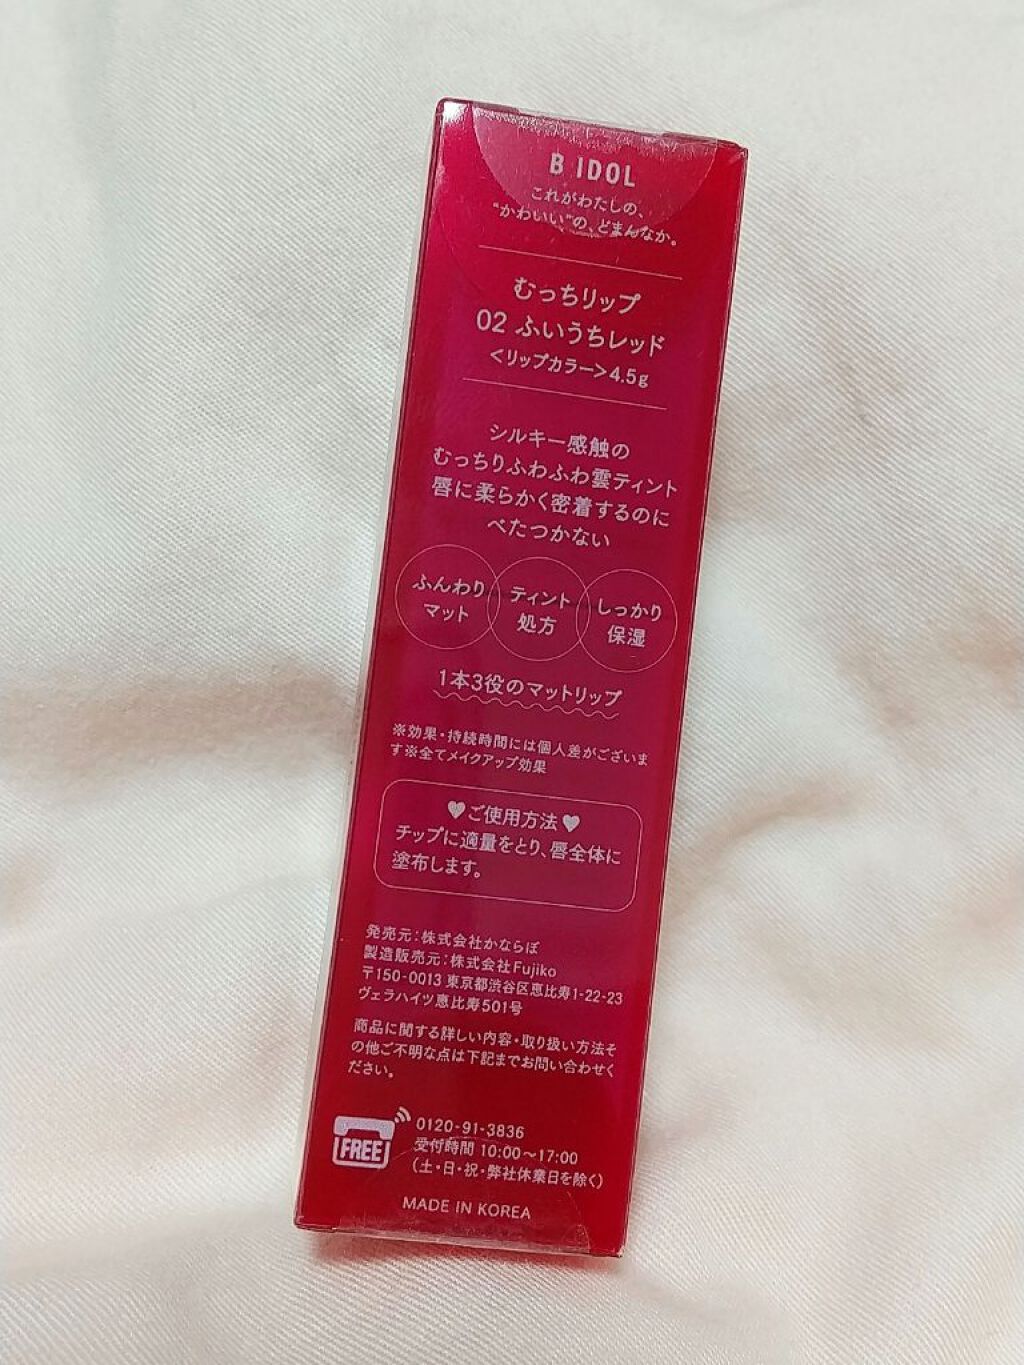 B IDOL
これがわたしの、
“かわいい”の、どまんなか。
むっちリップ
02 ふいうちレッド
<リップカラー>4.5g
シルキー感触の
むっちりふわふわ雲ティント
唇に柔らかく密着するのに
べたつかない
ふんわり
マット
ティント
処方
しっかり
保湿
1本3役のマットリップ
※効果・持続時間には個人差がございま
す※全てメイクアップ効果
♥ご使用方法♥
チップに適量をとり、唇全体に
塗布します。
発売元:株式会社かならぼ
製造販売元:株式会社Fujiko
〒150-0013 東京都渋谷区恵比寿1-22-23
ヴェラハイツ恵比寿501号
商品に関する詳しい内容・取り扱い方法そ
の他ご不明な点は下記までお問い合わせく
ださい。
FREE
0120-91-3836
受付時間 10:00〜17:00
(土・日・祝・弊社休業日を除く)
MADE IN KOREA